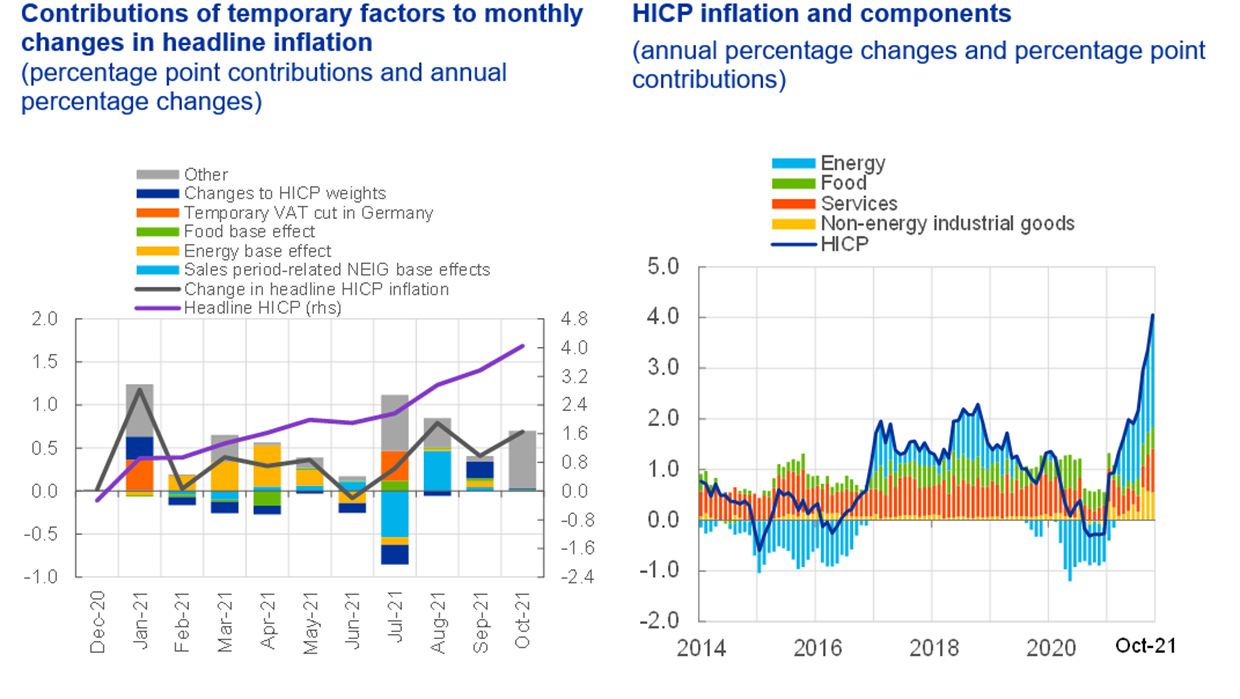 Contributions of temporary factors to monthly
changes in headline inflation
(percentage point contributions and annual
percentage changes)
Other
Changes to HICP weights
Temporary VAT cut in Germany
Food base effect
Energy base effect
Sales period-related NEIG base effects
Change in headline HICP inflation
Headline HICP (rhs)
2.0
1.5
1.0
0.5
0.0
-0.5
-1.0
4.8
4.0
3.2
2.4
1.6
0.8
0.0
-0.8
-1.6
-2.4
Dec-20
Jan-21
Feb-21
Mar-21
Apr-21
May-21
Jun-21
Jul-21
Aug-21
Sep-21
Oct-21
HICP inflation and components
(annual percentage changes and percentage point
contributions)
Energy
Food
Services
Non-energy industrial goods
HICP
5.0
4.0
3.0
2.0
1.0
0.0
-1.0
-2.0
2014
2016
2018
2020
Oct-21